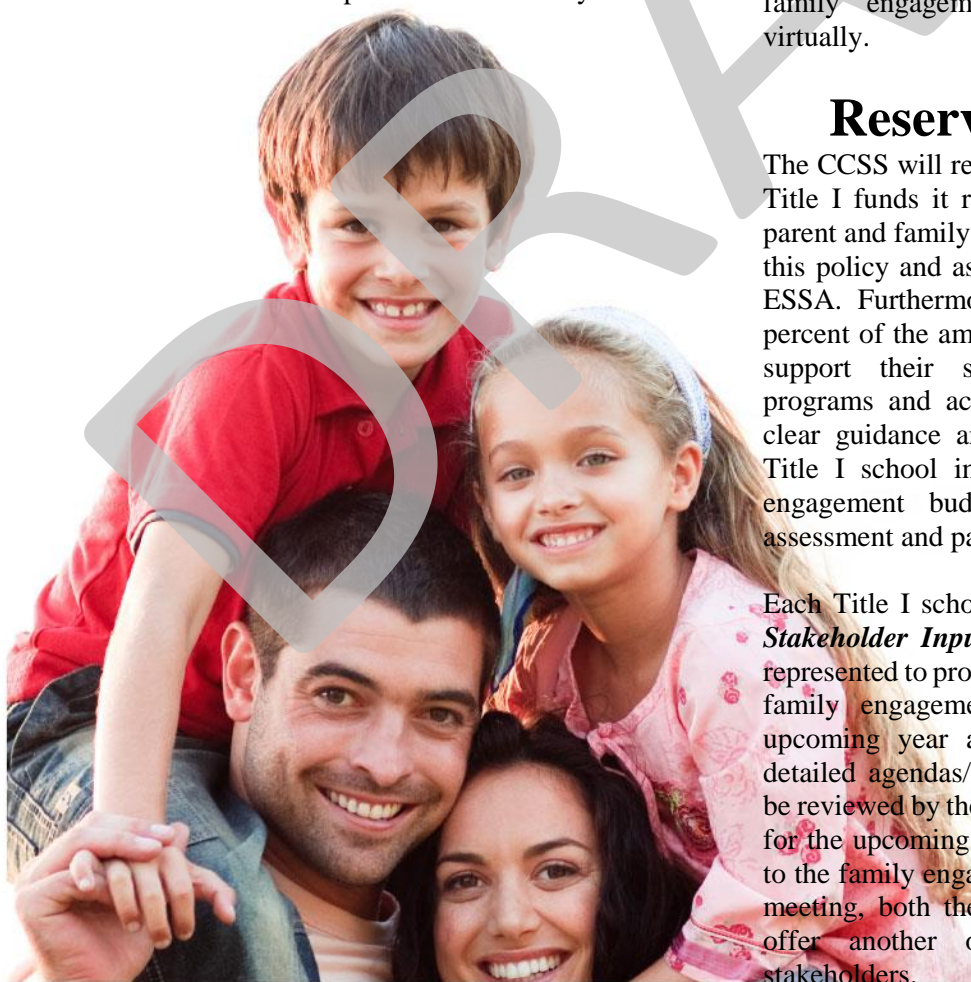 family engagem
virtually.
Reserv
The CCSS will re
Title I funds it r
parent and family
this policy and as
ESSA. Furthermo
percent of the am
support their s
programs and ac
clear guidance a
Title I school in
engagement bud
assessment and pa
Each Title I scho
Stakeholder Inpu
represented to pro
family engageme
upcoming year a
detailed agendas/
be reviewed by the
for the upcoming
to the family enga
meeting, both the
offer another o
stakeholders.
DRA